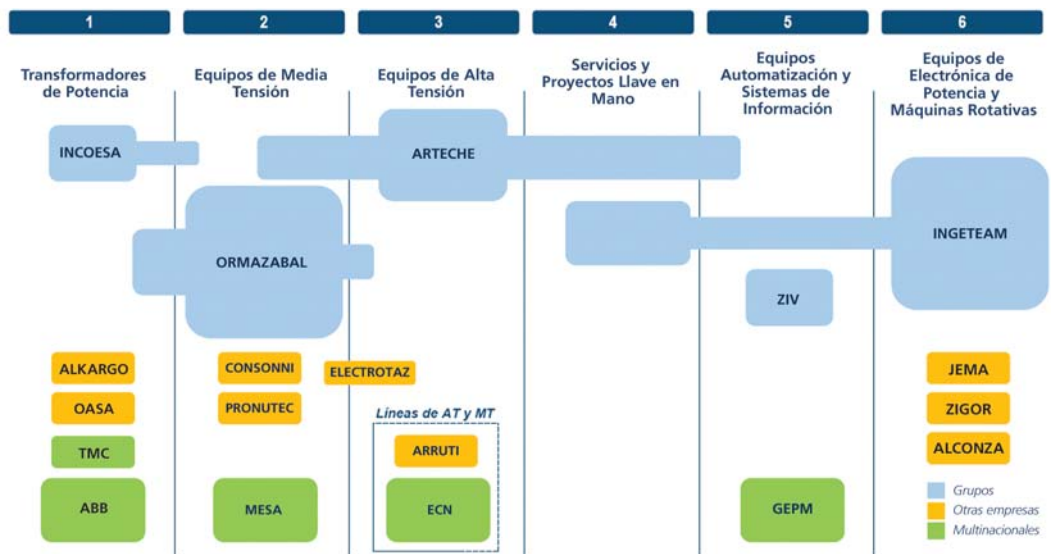 1
2
3
4
5
6
Transformadores
de Potencia
Equipos de Media
Tensión
Equipos de Alta
Tensión
Servicios y
Proyectos Llave en
Mano
Equipos
Automatización y
Sistemas de
Información
Equipos de
Electrónica de
Potencia y
Máquinas Rotativas
INCOESA
ARTECHE
ORMAZABAL
INGETEAM
ZIV
ALKARGO
CONSONNI
ELECTROTAZ
JEMA
OASA
PRONUTEC
Líneas de AT y MT
ZIGOR
TMC
ARRUTI
ALCONZA
ABB
MESA
ECN
GEPM
Grupos
Otras empresas
Multinacionales